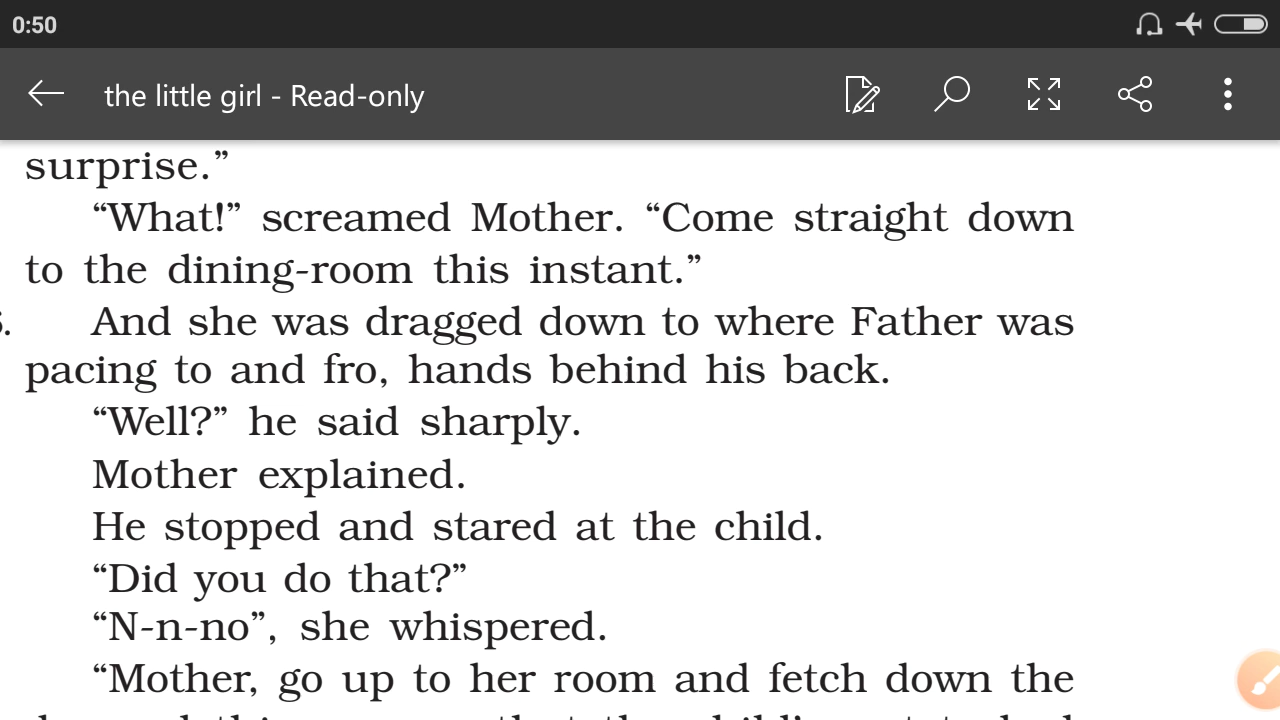 0:50
the little girl - Read-only
surprise.”
“What!” screamed Mother. “Come straight down
to the dining-room this instant.”
And she was dragged down to where Father was
pacing to and fro, hands behind his back.
“Well?” he said sharply.
Mother explained.
He stopped and stared at the child.
“Did you do that?”
“N-n-no”, she whispered.
“Mother, go up to her room and fetch down the